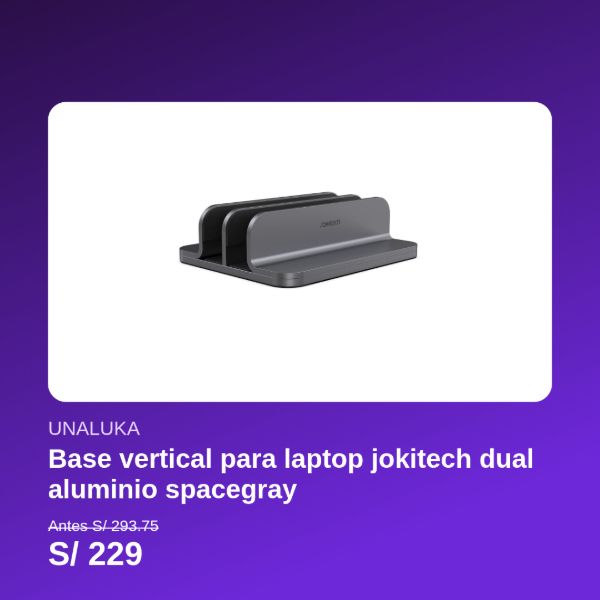 UNALUKA
Base vertical para laptop jokitech dual
aluminio spacegray
Antes S/ 293.75
S/ 229